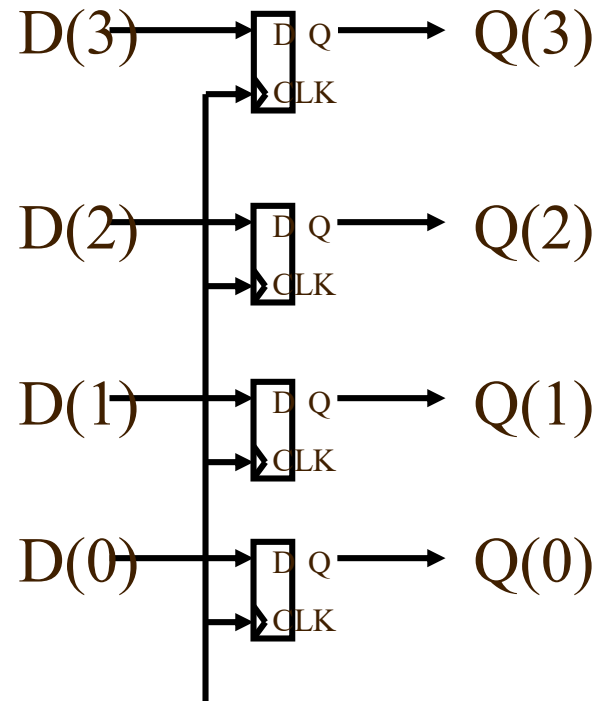 D(3) D Q Q(3)
CLK
D(2) D Q Q(2)
CLK
D(1) D Q Q(1)
CLK
D(0) D Q Q(0)
CLK